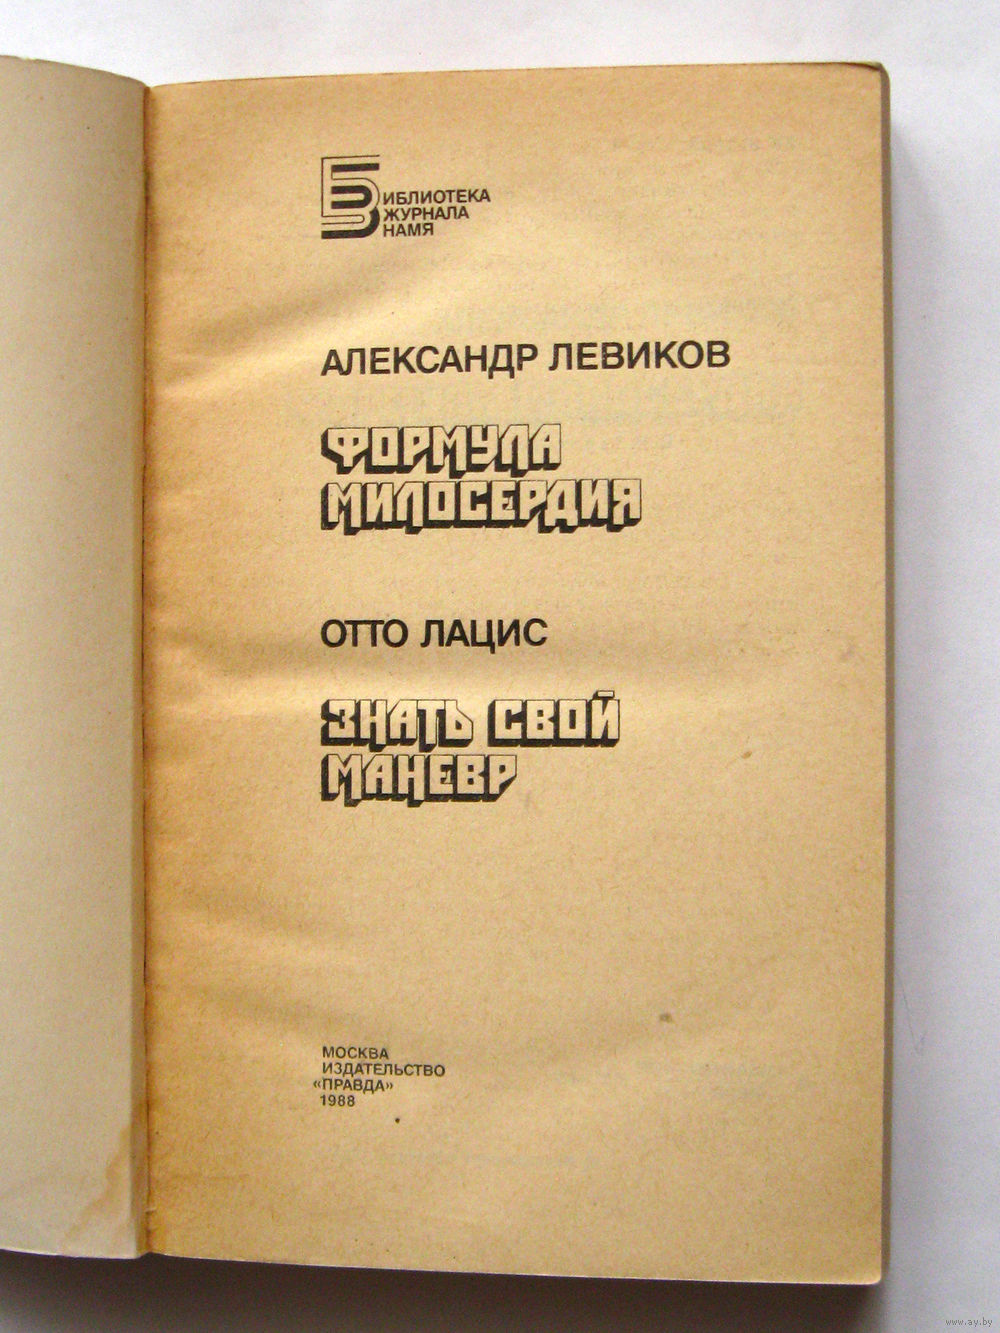 БИБЛИОТЕКА
ЖУРНАЛА
ЗНАМЯ
АЛЕКСАНДР ЛЕВИКОВ
ФОРМУЛА
МИЛОСЕРДИЯ
ОТТО ЛАЦИС
ЗНАТЬ СВОЙ
МАНЕВР
МОСКВА
ИЗДАТЕЛЬСТВО
«ПРАВДА»
1988
www.ay.by